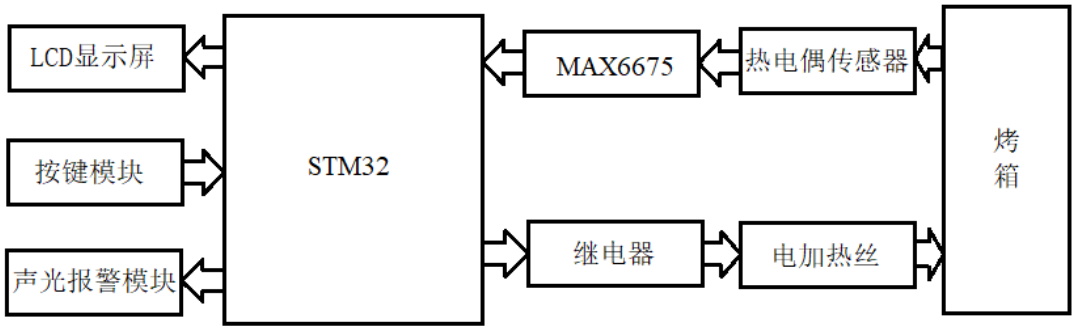 LCD显示屏
按键模块
声光报警模块
STM32
MAX6675
热电偶传感器
继电器
电加热丝
烤
箱